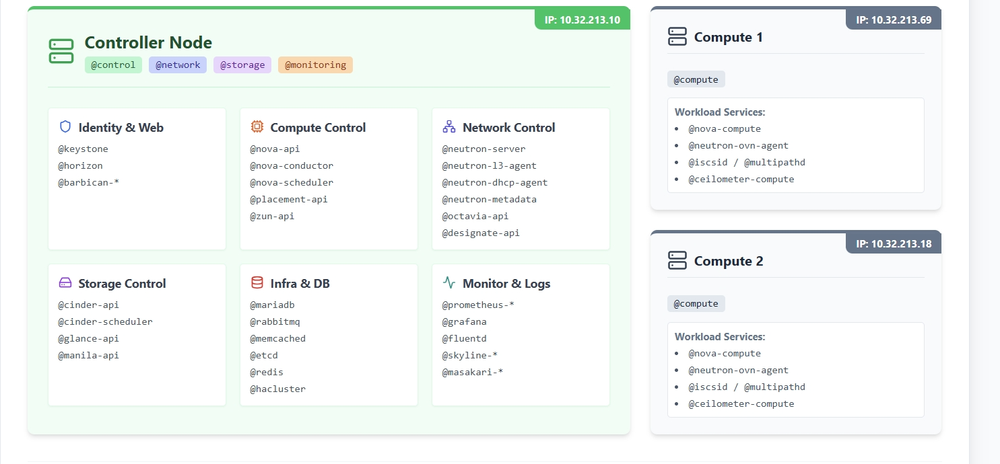 IP: 10.32.213.10
Controller Node
@control @network @storage @monitoring
Identity & Web
@keystone
@horizon
@barbican-*
Compute Control
@nova-api
@nova-conductor
@nova-scheduler
@placement-api
@zun-api
Network Control
@neutron-server
@neutron-l3-agent
@neutron-dhcp-agent
@neutron-metadata
@octavia-api
@designate-api
Storage Control
@cinder-api
@cinder-scheduler
@glance-api
@manila-api
Infra & DB
@mariadb
@rabbitmq
@memcached
@etcd
@redis
@hacluster
Monitor & Logs
@prometheus-*
@grafana
@fluentd
@skyline-*
@masakari-*
IP: 10.32.213.69
Compute 1
@compute
Workload Services:
• @nova-compute
• @neutron-ovn-agent
• @iscsid / @multipathd
• @ceilometer-compute
IP: 10.32.213.18
Compute 2
@compute
Workload Services:
• @nova-compute
• @neutron-ovn-agent
• @iscsid / @multipathd
• @ceilometer-compute